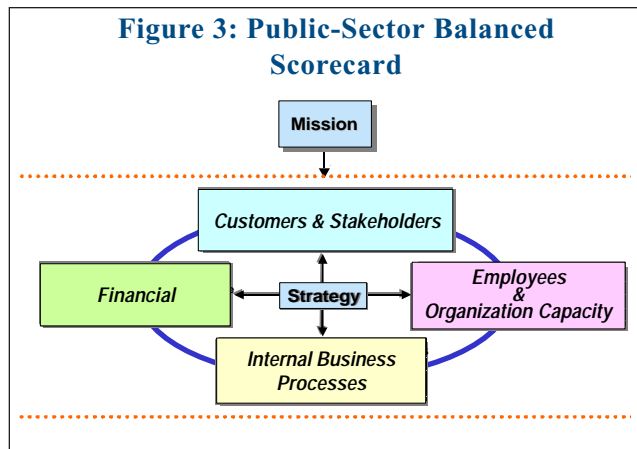 Figure 3: Public-Sector Balanced
Scorecard
Mission
Customers & Stakeholders
Financial
Strategy
Employees
&
Organization Capacity
Internal Business
Processes